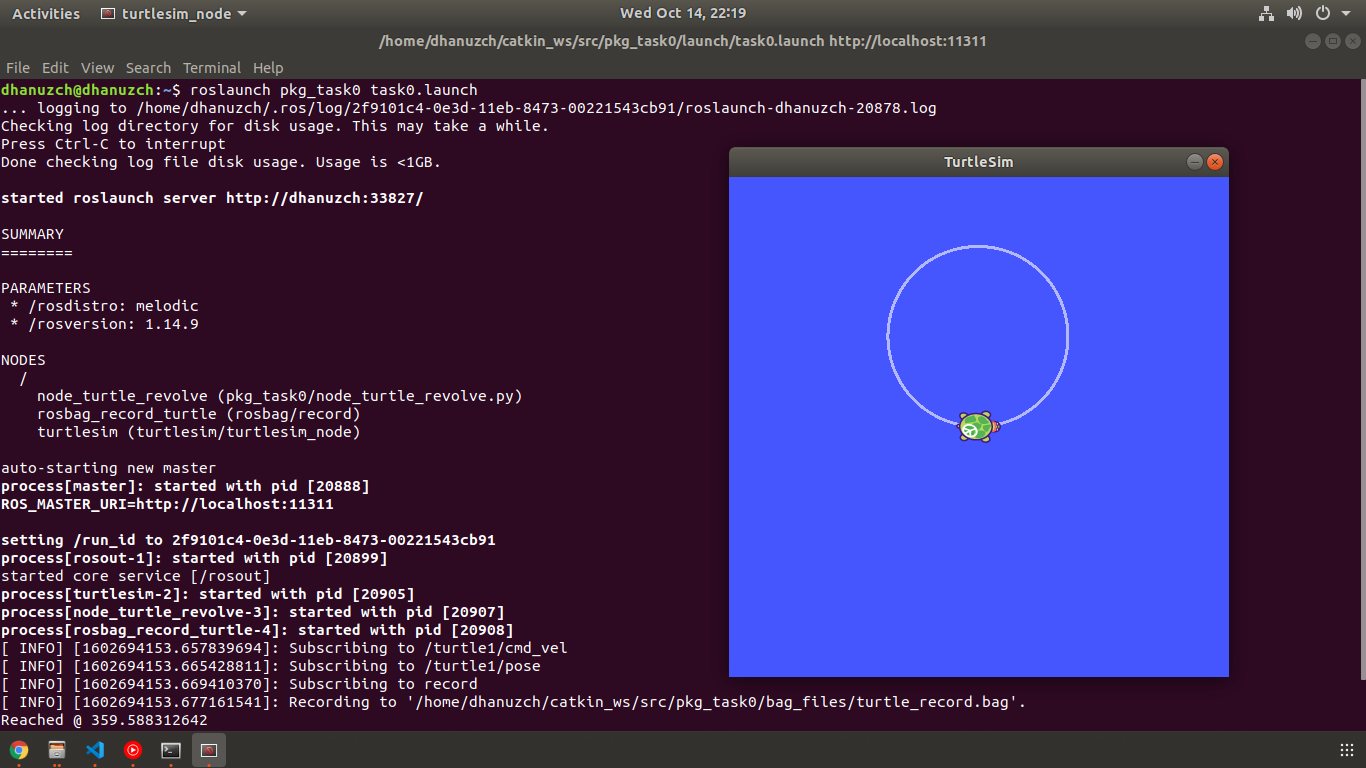 Activities turtlesim_node Wed Oct 14, 22:19
/home/dhanuzch/catkin_ws/src/pkg_task0/launch/task0.launch http://localhost:11311
File Edit View Search Terminal Help
dhanuzch@dhanuzch:~$ roslaunch pkg_task0 task0.launch
... logging to /home/dhanuzch/.ros/log/2f9101c4-0e3d-11eb-8473-00221543cb91/roslaunch-dhanuzch-20878.log
Checking log directory for disk usage. This may take a while.
Press Ctrl-C to interrupt
Done checking log file disk usage. Usage is <1GB.
started roslaunch server http://dhanuzch:33827/
SUMMARY
========
PARAMETERS
* /rosdistro: melodic
* /rosversion: 1.14.9
NODES
/
node_turtle_revolve (pkg_task0/node_turtle_revolve.py)
rosbag_record_turtle (rosbag/record)
turtlesim (turtlesim/turtlesim_node)
auto-starting new master
process[master]: started with pid [20888]
ROS_MASTER_URI=http://localhost:11311
setting /run_id to 2f9101c4-0e3d-11eb-8473-00221543cb91
process[rosout-1]: started with pid [20899]
started core service [/rosout]
process[turtlesim-2]: started with pid [20905]
process[node_turtle_revolve-3]: started with pid [20907]
process[rosbag_record_turtle-4]: started with pid [20908]
[ INFO] [1602694153.657839694]: Subscribing to /turtle1/cmd_vel
[ INFO] [1602694153.665428811]: Subscribing to /turtle1/pose
[ INFO] [1602694153.669410370]: Subscribing to record
[ INFO] [1602694153.677161541]: Recording to '/home/dhanuzch/catkin_ws/src/pkg_task0/bag_files/turtle_record.bag'.
Reached @ 359.588312642
TurtleSim